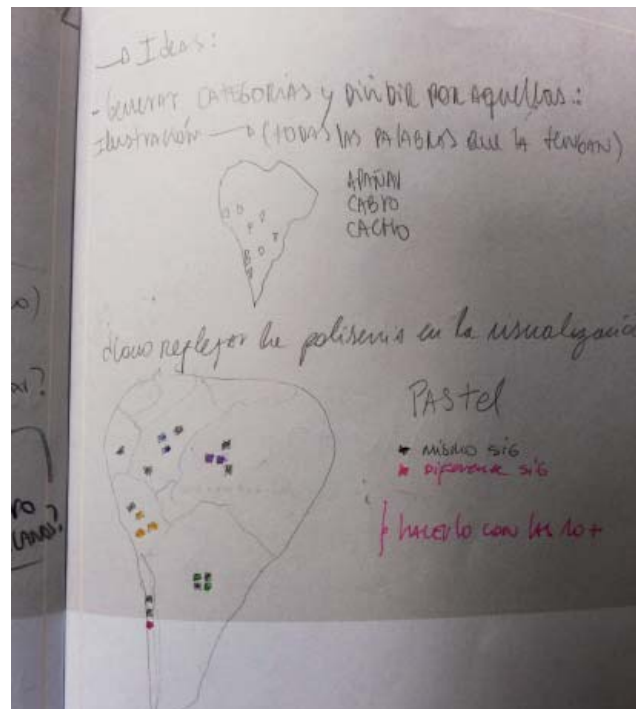 Ideas:
- Generar CATEGORÍAS y DIVIDIR POR AQUELLAS:
Ilustración → (TODAS LAS PALABRAS QUE LA TENGAN)
APAÑAR
CABRO
CACHO
como reflejar la polisemia en la visualización
PASTEL
MISMO SIG
DIFERENTE SIG
HACERLO CON LAS 10+